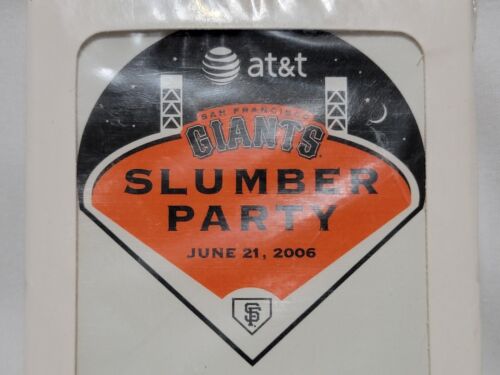 at&t
SAN FRANCISCO
GIANTS
SLUMBER
PARTY
JUNE 21, 2006
SF